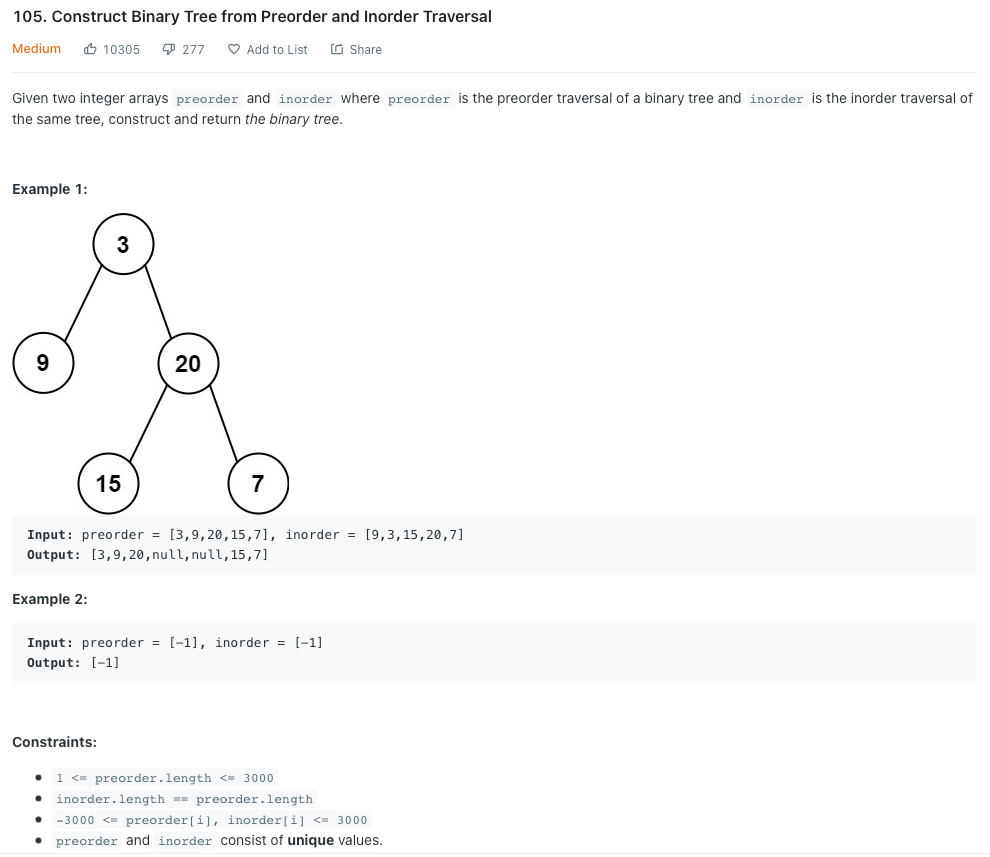 105. Construct Binary Tree from Preorder and Inorder Traversal
Medium 10305 277 Add to List Share
Given two integer arrays preorder and inorder where preorder is the preorder traversal of a binary tree and inorder is the inorder traversal of
the same tree, construct and return the binary tree.
Example 1:
3
9 20
15 7
Input: preorder = [3,9,20,15,7], inorder = [9,3,15,20,7]
Output: [3,9,20,null,null,15,7]
Example 2:
Input: preorder = [-1], inorder = [-1]
Output: [-1]
Constraints:
• 1 <= preorder.length <= 3000
• inorder.length == preorder.length
• -3000 <= preorder[i], inorder[i] <= 3000
• preorder and inorder consist of unique values.